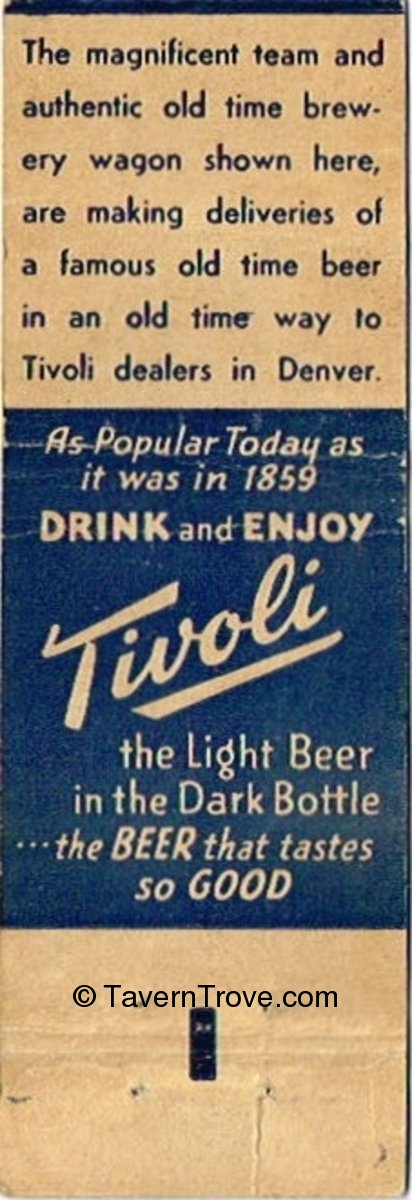 The magnificent team and
authentic old time brew-
ery wagon shown here,
are making deliveries of
a famous old time beer
in an old time way to
Tivoli dealers in Denver.
As Popular Today as
it was in 1859
DRINK and ENJOY
Tivoli
the Light Beer
in the Dark Bottle
...the BEER that tastes
so GOOD
© TavernTrove.com